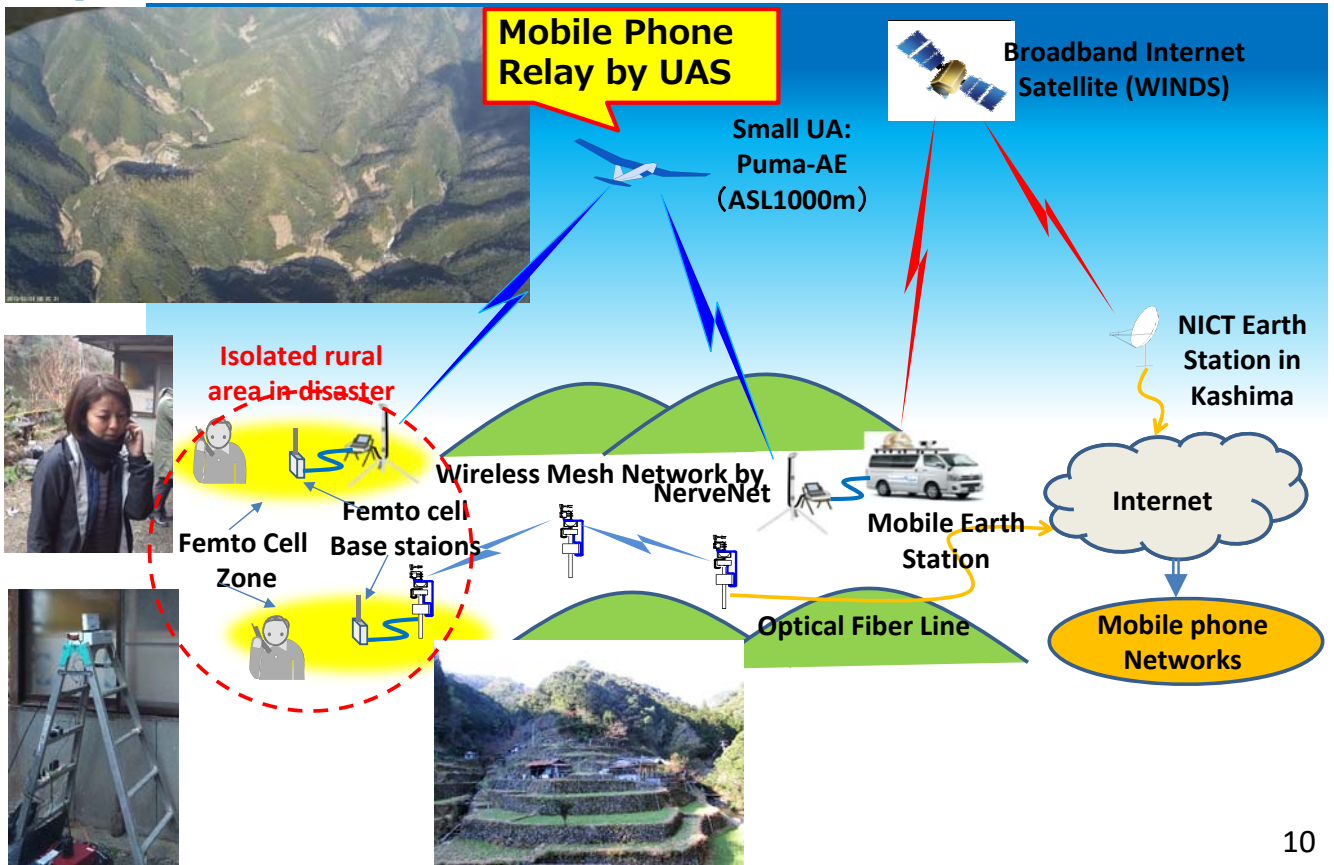 Mobile Phone
Relay by UAS
Broadband Internet
Satellite (WINDS)
Small UA:
Puma-AE
（ASL1000m）
NICT Earth
Station in
Kashima
Isolated rural
area in disaster
Wireless Mesh Network by
NerveNet
Internet
Mobile Earth
Station
Femto cell
Base staions
Femto Cell
Zone
Optical Fiber Line
Mobile phone
Networks
10